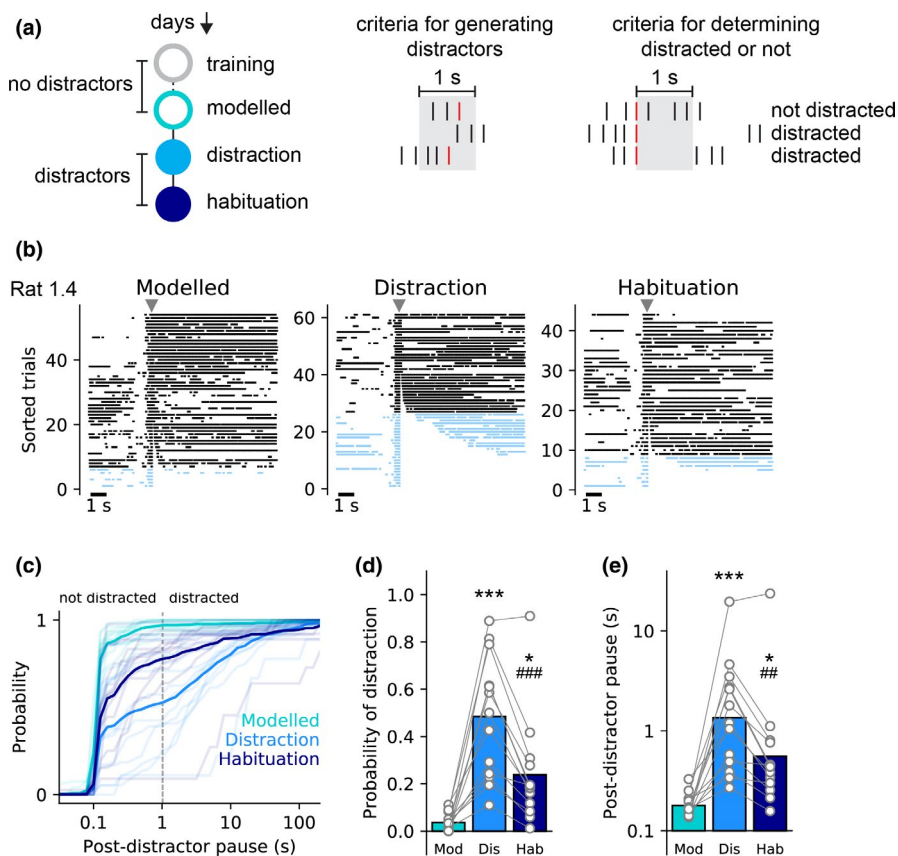 (a)
days ↓
no distractors
training
modelled
distractors
distraction
habituation
criteria for generating
distractors
1 s
criteria for determining
distracted or not
1 s
not distracted
distracted
distracted
(b)
Rat 1.4
Modelled
Distraction
Habituation
Sorted trials
40
20
0
1 s
60
40
20
0
1 s
40
30
20
10
0
1 s
(c)
not distracted
distracted
Probability
1
0
Modelled
Distraction
Habituation
0.1
1
10
100
Post-distractor pause (s)
(d)
Probability of distraction
1.0
0.8
0.6
0.4
0.2
0.0
***
*
###
Mod
Dis
Hab
(e)
Post-distractor pause (s)
10
1
0.1
***
*
##
Mod
Dis
Hab